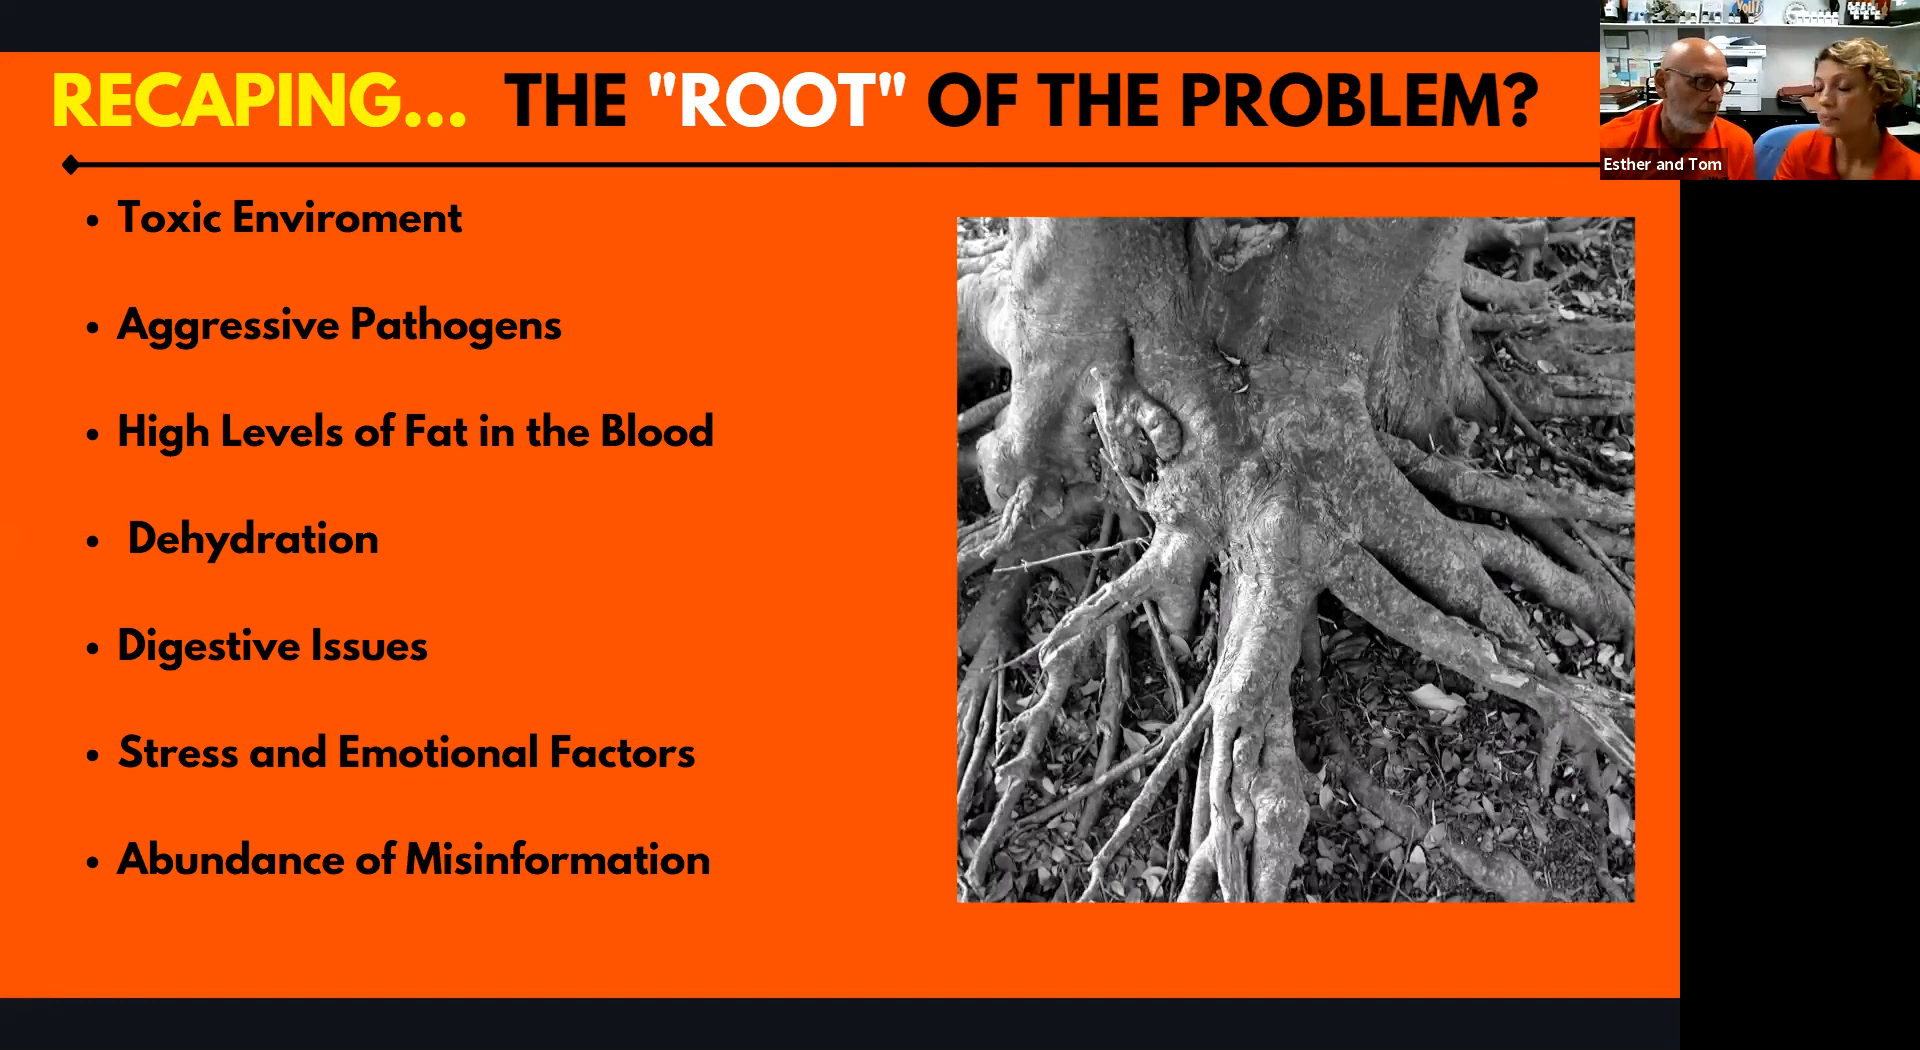 RECAPING... THE "ROOT" OF THE PROBLEM?
• Toxic Enviroment
• Aggressive Pathogens
• High Levels of Fat in the Blood
• Dehydration
• Digestive Issues
• Stress and Emotional Factors
• Abundance of Misinformation
You!
Esther and Tom